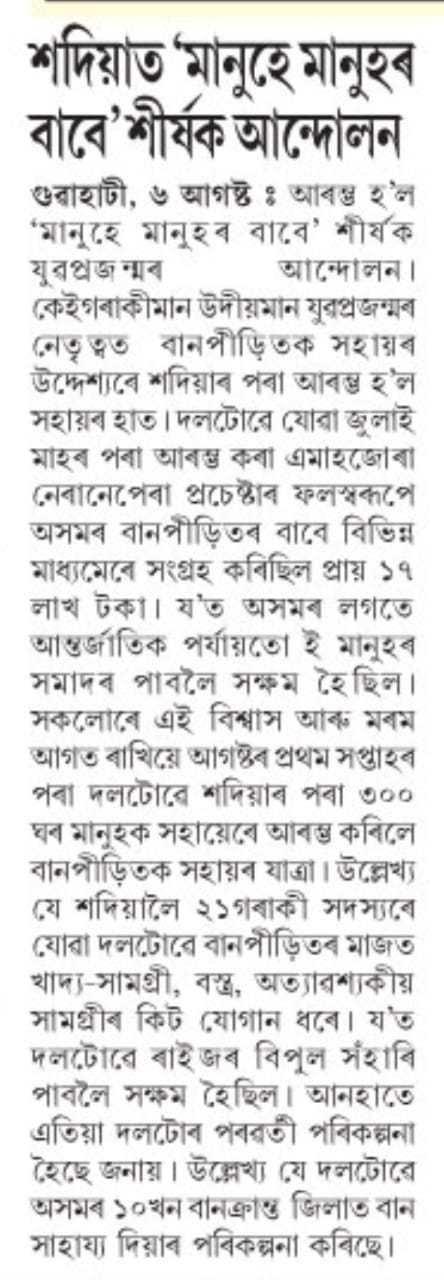 শদিয়াত ‘মানুহে মানুহৰ
বাবে’ শীৰ্ষক আন্দোলন
গুৱাহাটী, ৬ আগষ্ট ঃ আৰম্ভ হ’ল
‘মানুহে মানুহৰ বাবে’ শীৰ্ষক
যুৱপ্ৰজন্মৰ আন্দোলন।
কেইগৰাকীমান উদীয়মান যুৱপ্ৰজন্মৰ
নেতৃত্বত বানপীড়িতক সহায়ৰ
উদ্দেশ্যৰে শদিয়াৰ পৰা আৰম্ভ হ’ল
সহায়ৰ হাত। দলটোৱে যোৱা জুলাই
মাহৰ পৰা আৰম্ভ কৰা এমাহজোৰা
নেৰানেপেৰা প্ৰচেষ্টাৰ ফলস্বৰূপে
অসমৰ বানপীড়িতৰ বাবে বিভিন্ন
মাধ্যমেৰে সংগ্ৰহ কৰিছিল প্ৰায় ১৭
লাখ টকা। য’ত অসমৰ লগতে
আন্তৰ্জাতিক পৰ্যায়তো ই মানুহৰ
সমাদৰ পাবলৈ সক্ষম হৈছিল।
সকলোৰে এই বিশ্বাস আৰু মৰম
আগত ৰাখিয়ে আগষ্টৰ প্ৰথম সপ্তাহৰ
পৰা দলটোৱে শদিয়াৰ পৰা ৩০০
ঘৰ মানুহক সহায়েৰে আৰম্ভ কৰিলে
বানপীড়িতক সহায়ৰ যাত্ৰা। উল্লেখ্য
যে শদিয়ালৈ ২১গৰাকী সদস্যৰে
যোৱা দলটোৱে বানপীড়িতৰ মাজত
খাদ্য-সামগ্ৰী, বস্ত্ৰ, অত্যাৱশ্যকীয়
সামগ্ৰীৰ কিট যোগান ধৰে। য’ত
দলটোৱে ৰাইজৰ বিপুল সঁহাৰি
পাবলৈ সক্ষম হৈছিল। আনহাতে
এতিয়া দলটোৰ পৰৱৰ্তী পৰিকল্পনা
হৈছে জনায়। উল্লেখ্য যে দলটোৱে
অসমৰ ১০খন বানক্ৰান্ত জিলাত বান
সাহায্য দিয়াৰ পৰিকল্পনা কৰিছে।